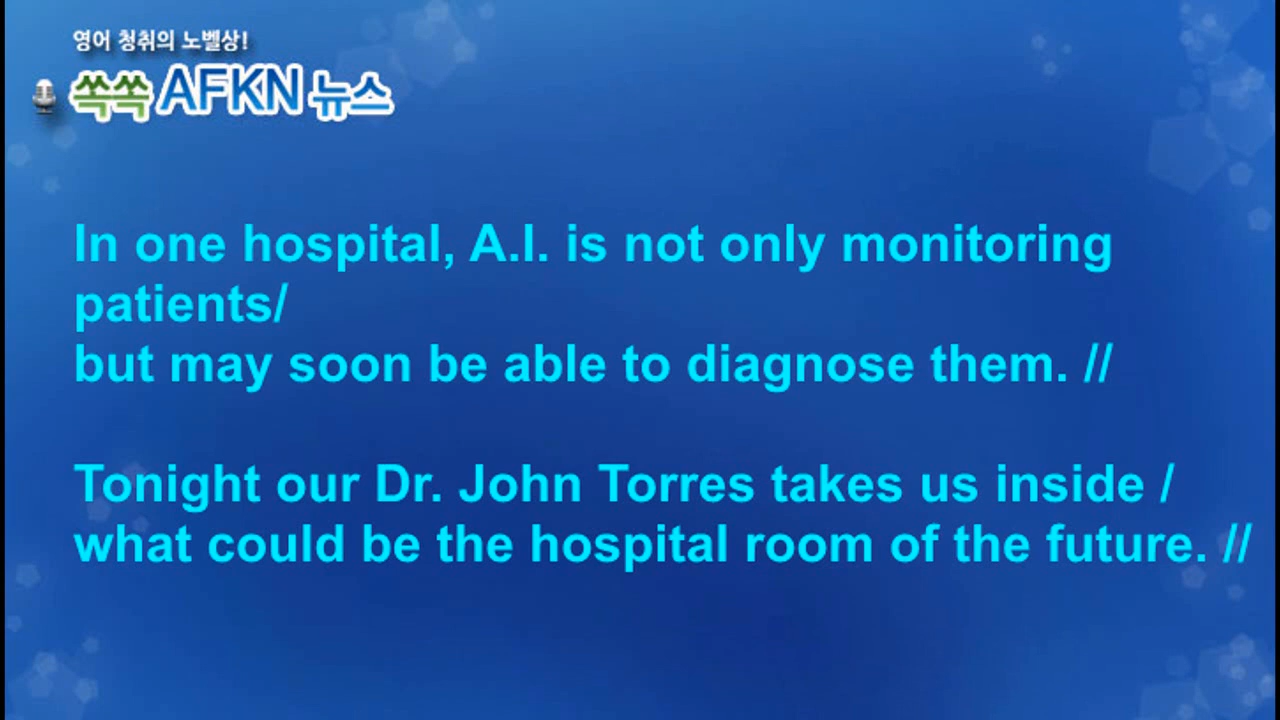 영어 청취의 노벨상!
쏙쏙 AFKN 뉴스
In one hospital, A.I. is not only monitoring
patients/
but may soon be able to diagnose them. //
Tonight our Dr. John Torres takes us inside /
what could be the hospital room of the future. //